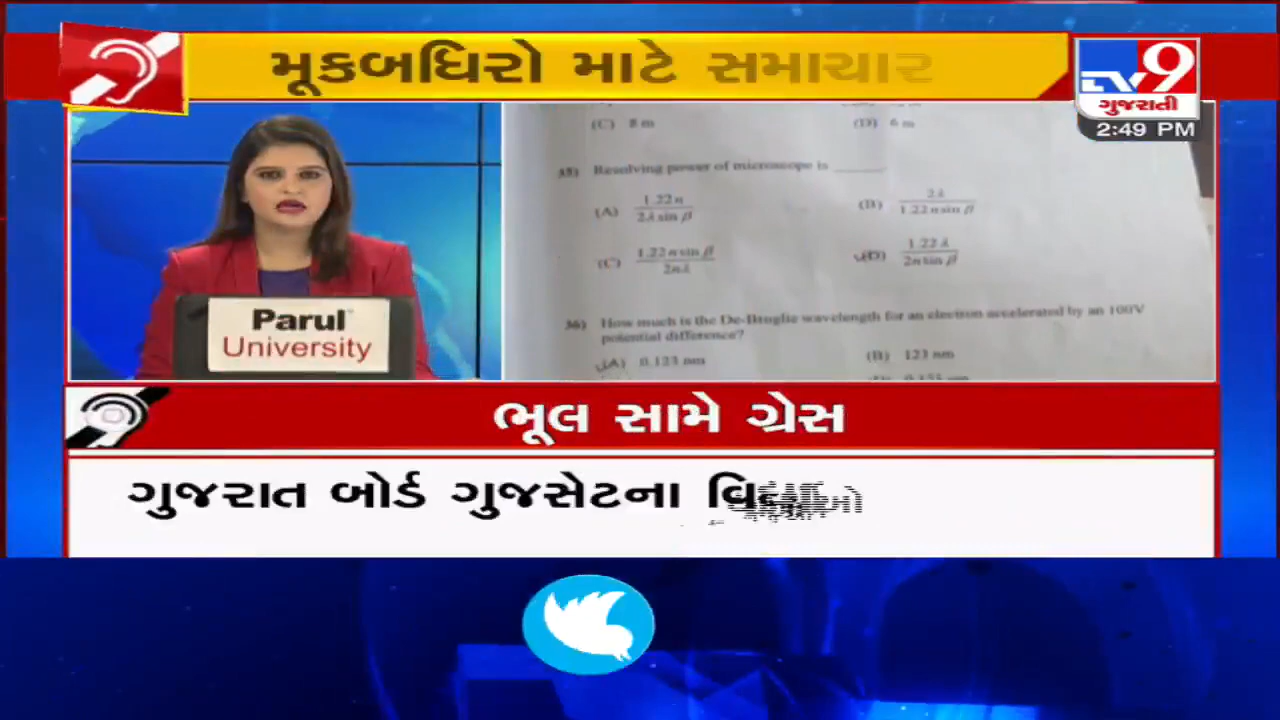 મૂકબધિરો માટે સમાચાર
TV9
ગુજરાતી
2:49 PM
(C) 8 m (D) 6 m
35) Resolving power of microscope is ______.
(A) 1.22 n / 2λ sin β (B) 2λ / 1.22 n sin β
(C) 1.22 n sin β / 2nλ (D) 1.22 λ / 2n sin β
36) How much is the De-Broglie wavelength for an electron accelerated by an 100V
potential difference?
(A) 0.123 nm (B) 123 nm
Parul
University
ભૂલ સામે ગ્રેસ
ગુજરાત બોર્ડ ગુજસેટના